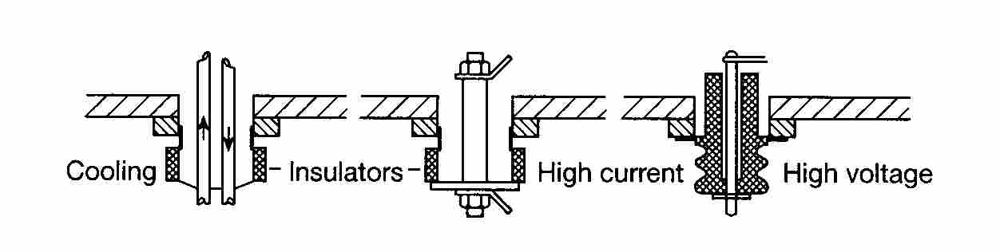 Cooling
Insulators
High current
High voltage